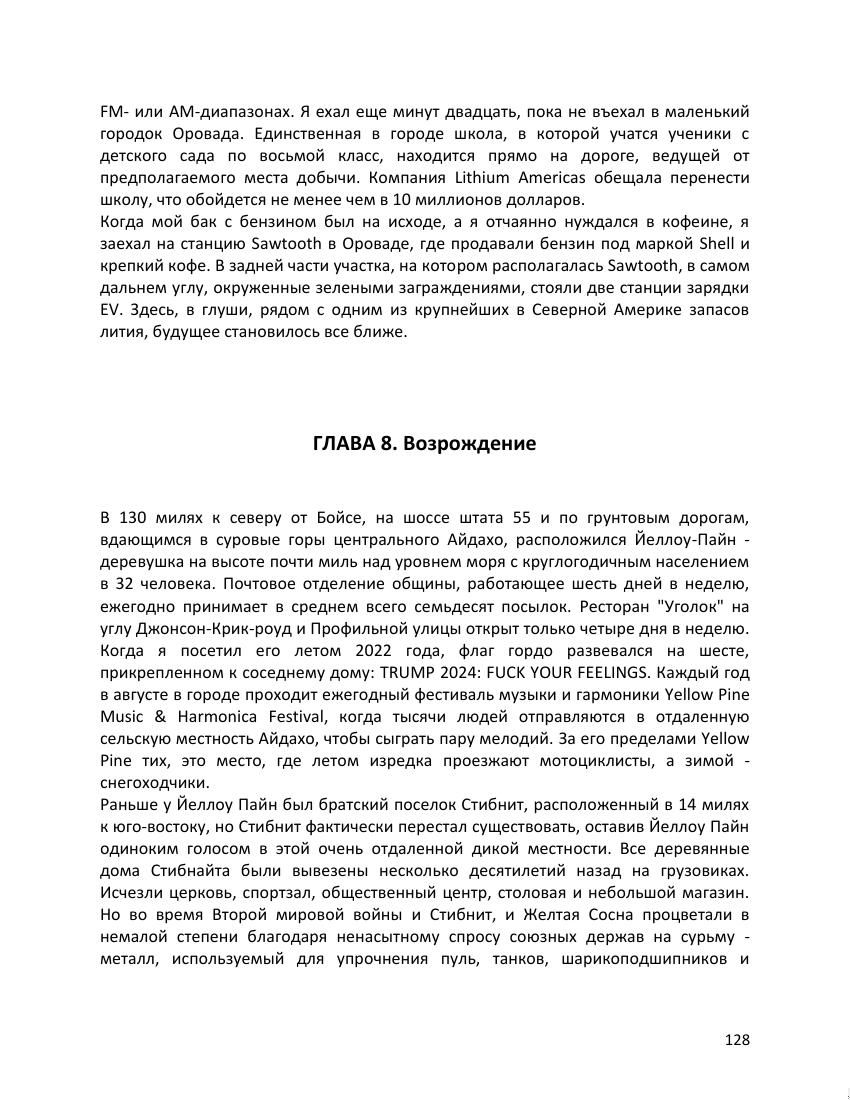 FM- или AM-диапазонах. Я ехал еще минут двадцать, пока не въехал в маленький
городок Оровада. Единственная в городе школа, в которой учатся ученики с
детского сада по восьмой класс, находится прямо на дороге, ведущей от
предполагаемого места добычи. Компания Lithium Americas обещала перенести
школу, что обойдется не менее чем в 10 миллионов долларов.
Когда мой бак с бензином был на исходе, а я отчаянно нуждался в кофеине, я
заехал на станцию Sawtooth в Ороваде, где продавали бензин под маркой Shell и
крепкий кофе. В задней части участка, на котором располагалась Sawtooth, в самом
дальнем углу, окруженные зелеными заграждениями, стояли две станции зарядки
EV. Здесь, в глуши, рядом с одним из крупнейших в Северной Америке запасов
лития, будущее становилось все ближе.
ГЛАВА 8. Возрождение
В 130 милях к северу от Бойсе, на шоссе штата 55 и по грунтовым дорогам,
вдающимся в суровые горы центрального Айдахо, расположился Йеллоу-Пайн -
деревушка на высоте почти миль над уровнем моря с круглогодичным населением
в 32 человека. Почтовое отделение общины, работающее шесть дней в неделю,
ежегодно принимает в среднем всего семьдесят посылок. Ресторан "Уголок" на
углу Джонсон-Крик-роуд и Профильной улицы открыт только четыре дня в неделю.
Когда я посетил его летом 2022 года, флаг гордо развевался на шесте,
прикрепленном к соседнему дому: TRUMP 2024: FUCK YOUR FEELINGS. Каждый год
в августе в городе проходит ежегодный фестиваль музыки и гармоники Yellow Pine
Music & Harmonica Festival, когда тысячи людей отправляются в отдаленную
сельскую местность Айдахо, чтобы сыграть пару мелодий. За его пределами Yellow
Pine тих, это место, где летом изредка проезжают мотоциклисты, а зимой -
снегоходчики.
Раньше у Йеллоу Пайн был братский поселок Стибнит, расположенный в 14 милях
к юго-востоку, но Стибнит фактически перестал существовать, оставив Йеллоу Пайн
одиноким голосом в этой очень отдаленной дикой местности. Все деревянные
дома Стибнайта были вывезены несколько десятилетий назад на грузовиках.
Исчезли церковь, спортзал, общественный центр, столовая и небольшой магазин.
Но во время Второй мировой войны и Стибнит, и Желтая Сосна процветали в
немалой степени благодаря ненасытному спросу союзных держав на сурьму -
металл, используемый для упрочнения пуль, танков, шарикоподшипников и
128